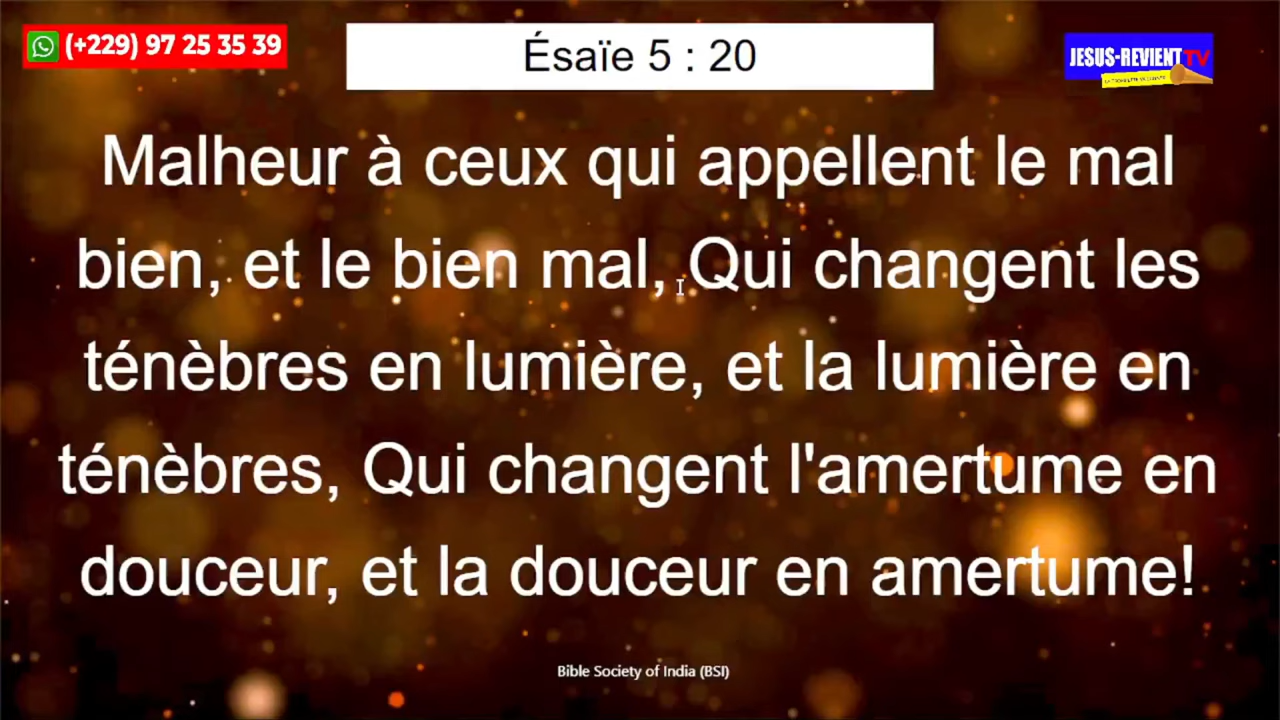 (+229) 97 25 35 39
Ésaïe 5 : 20
JESUS-REVIENT TV
Malheur à ceux qui appellent le mal
bien, et le bien mal, Qui changent les
ténèbres en lumière, et la lumière en
ténèbres, Qui changent l'amertume en
douceur, et la douceur en amertume!
Bible Society of India (BSI)